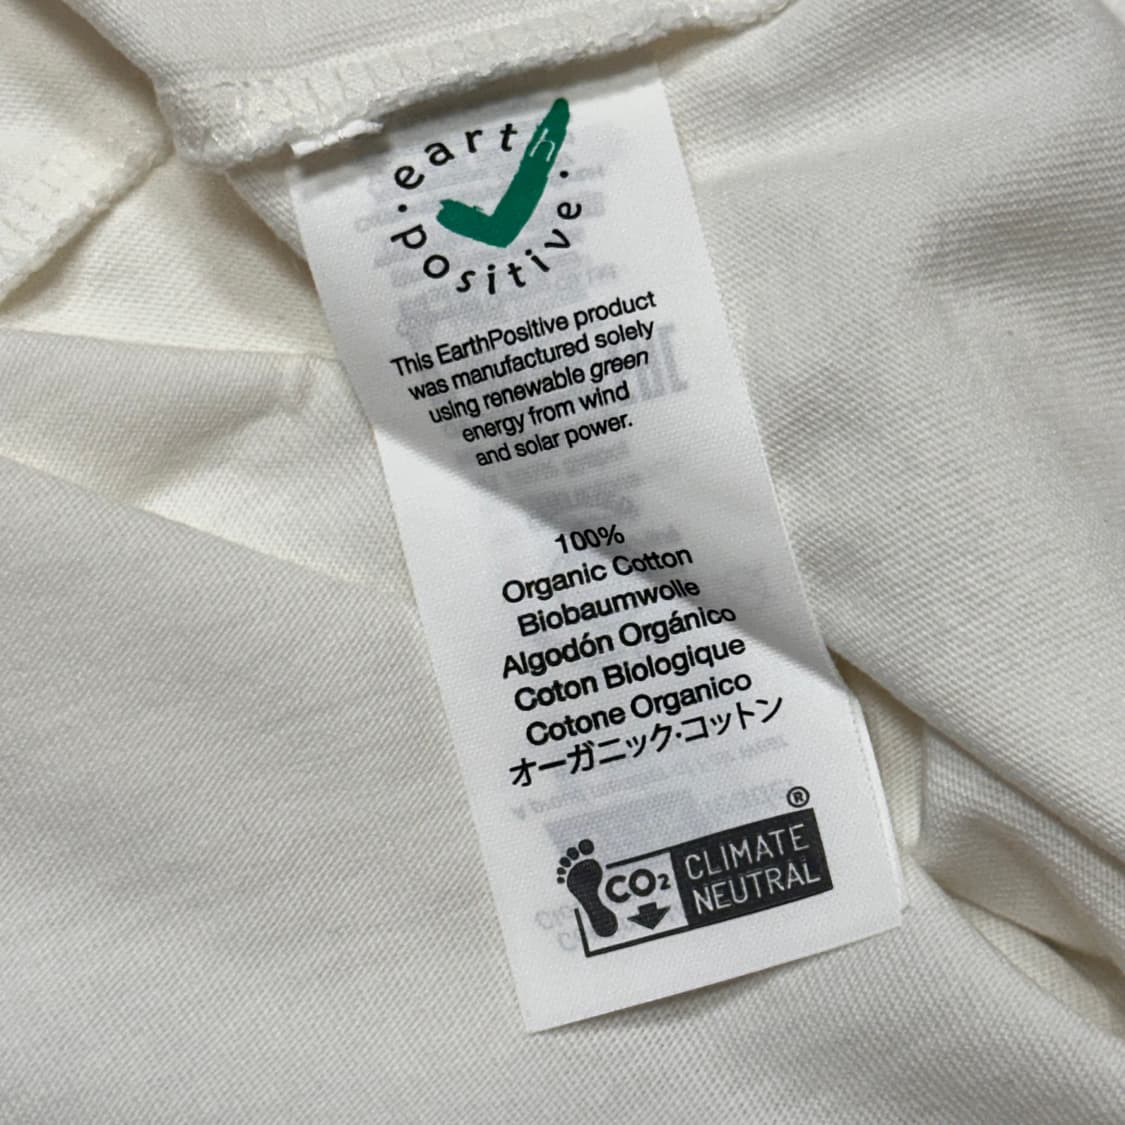 earth
positive
This EarthPositive product
was manufactured solely
using renewable green
energy from wind
and solar power.
100%
Organic Cotton
Biobaumwolle
Algodón Orgánico
Coton Biologique
Cotone Organico
オーガニック·コットン
®
CO₂
CLIMATE
NEUTRAL